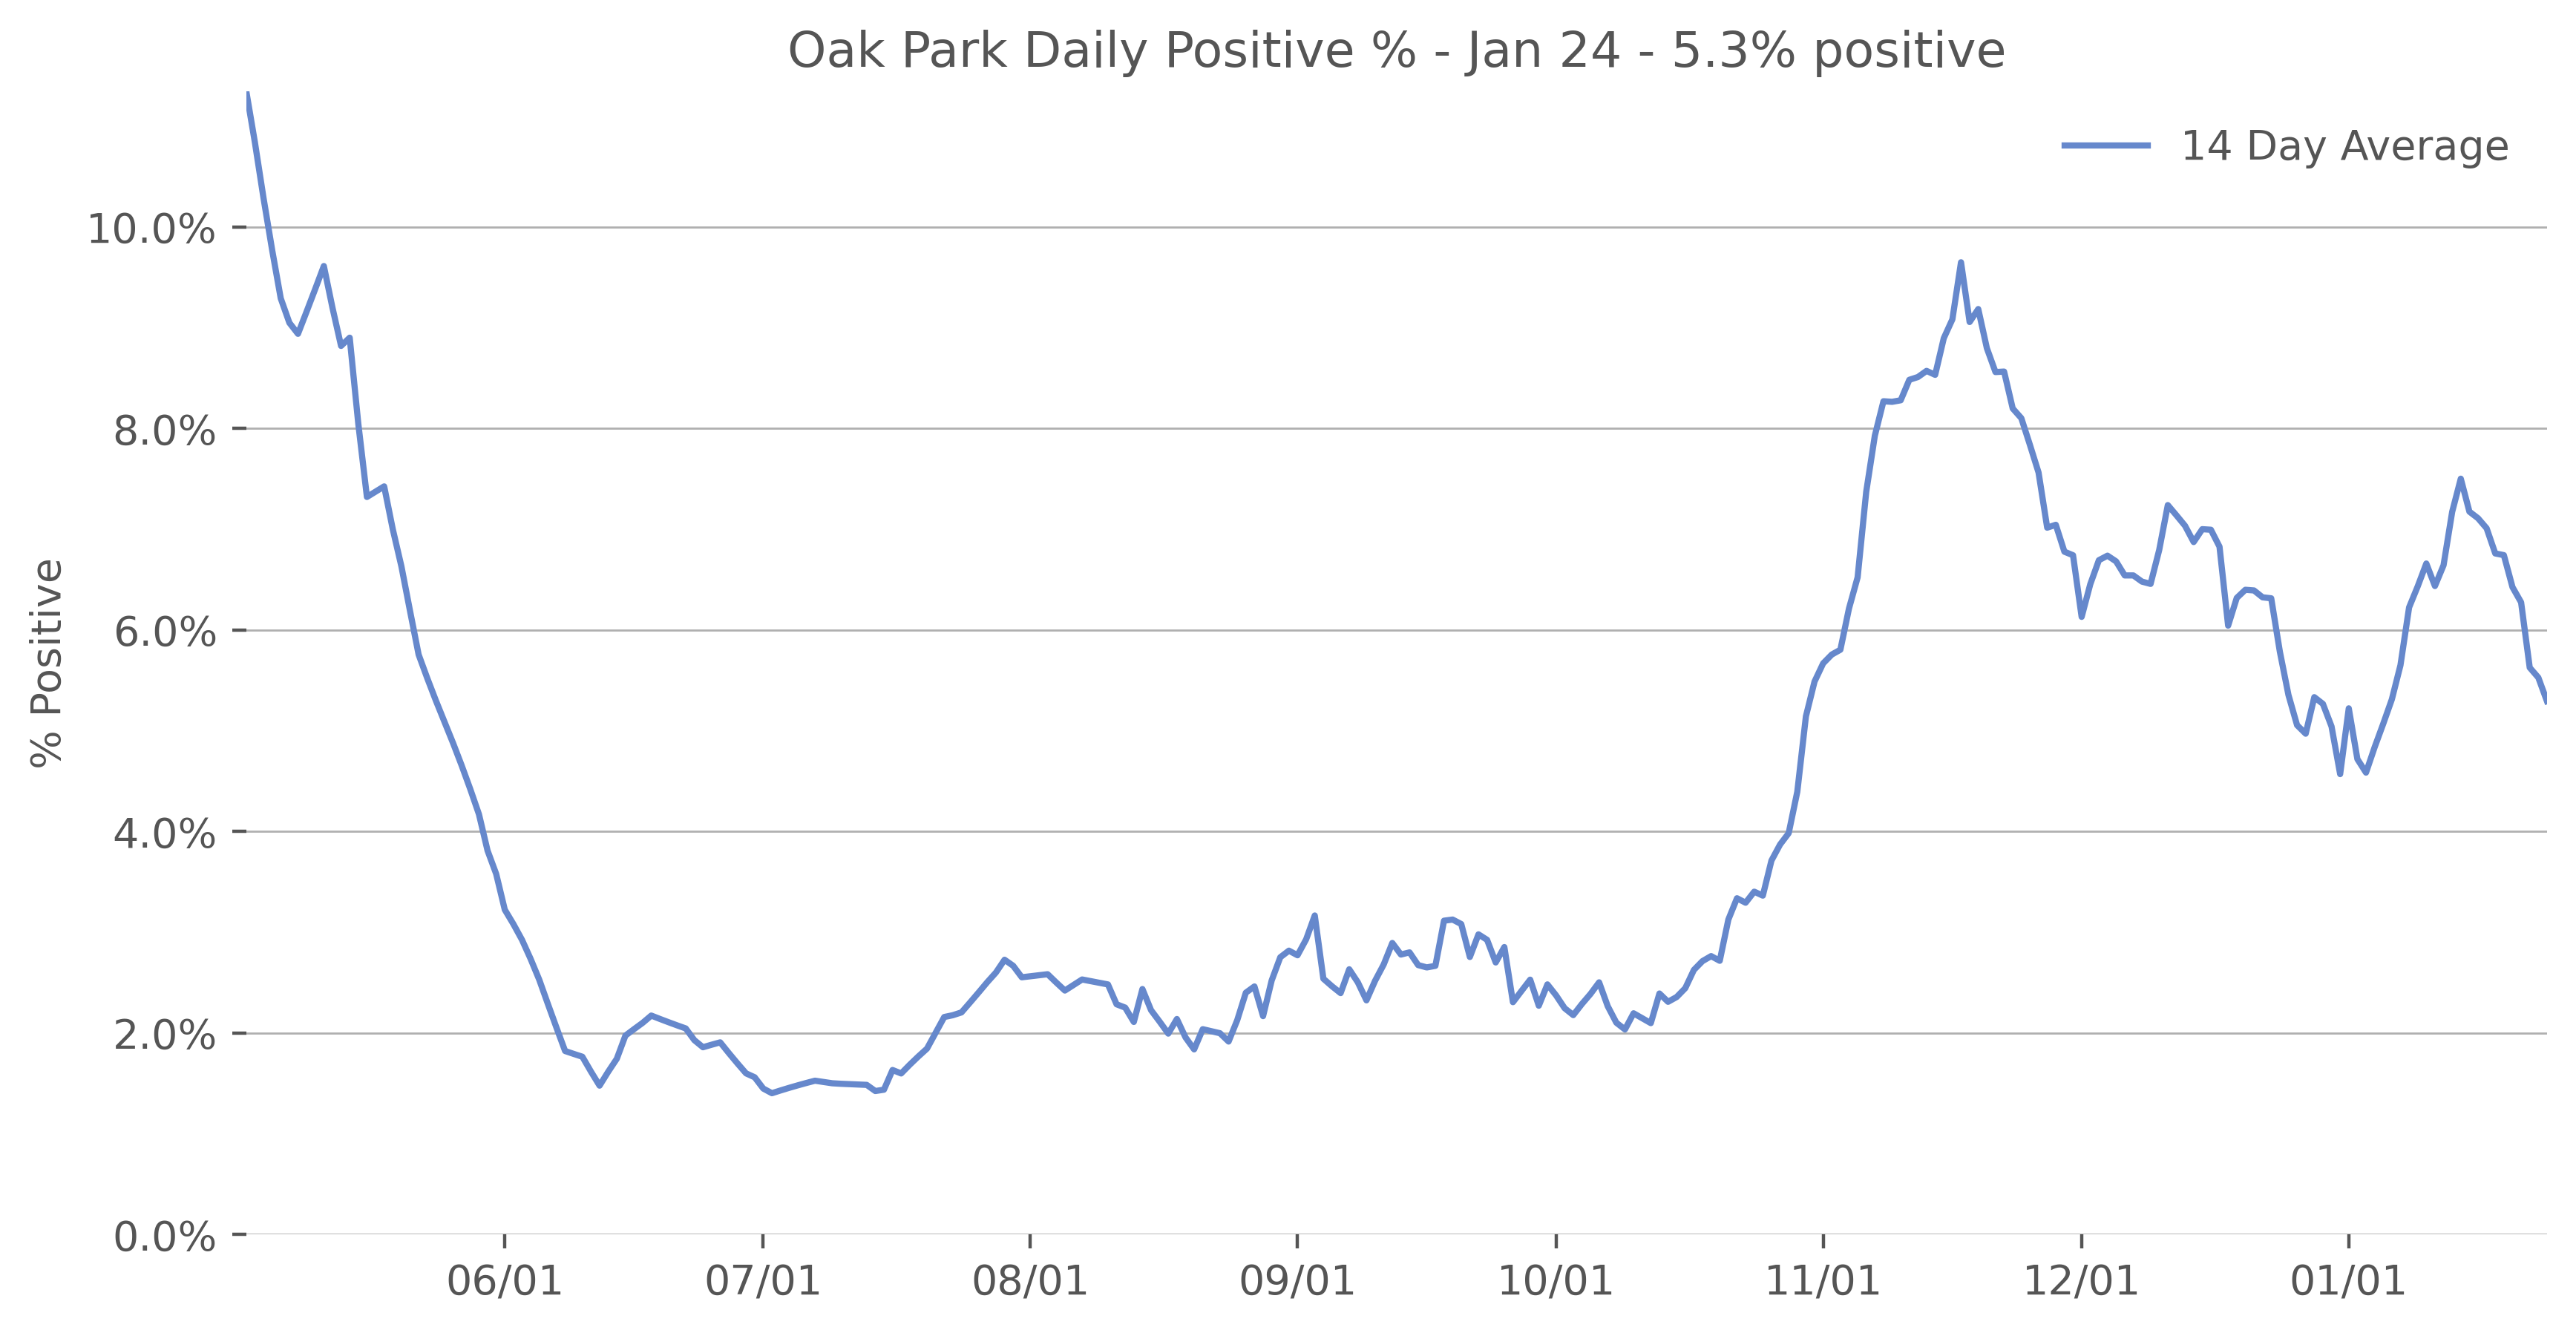 Oak Park Daily Positive % - Jan 24 - 5.3% positive
14 Day Average
% Positive
10.0%
8.0%
6.0%
4.0%
2.0%
0.0%
06/01 07/01 08/01 09/01 10/01 11/01 12/01 01/01